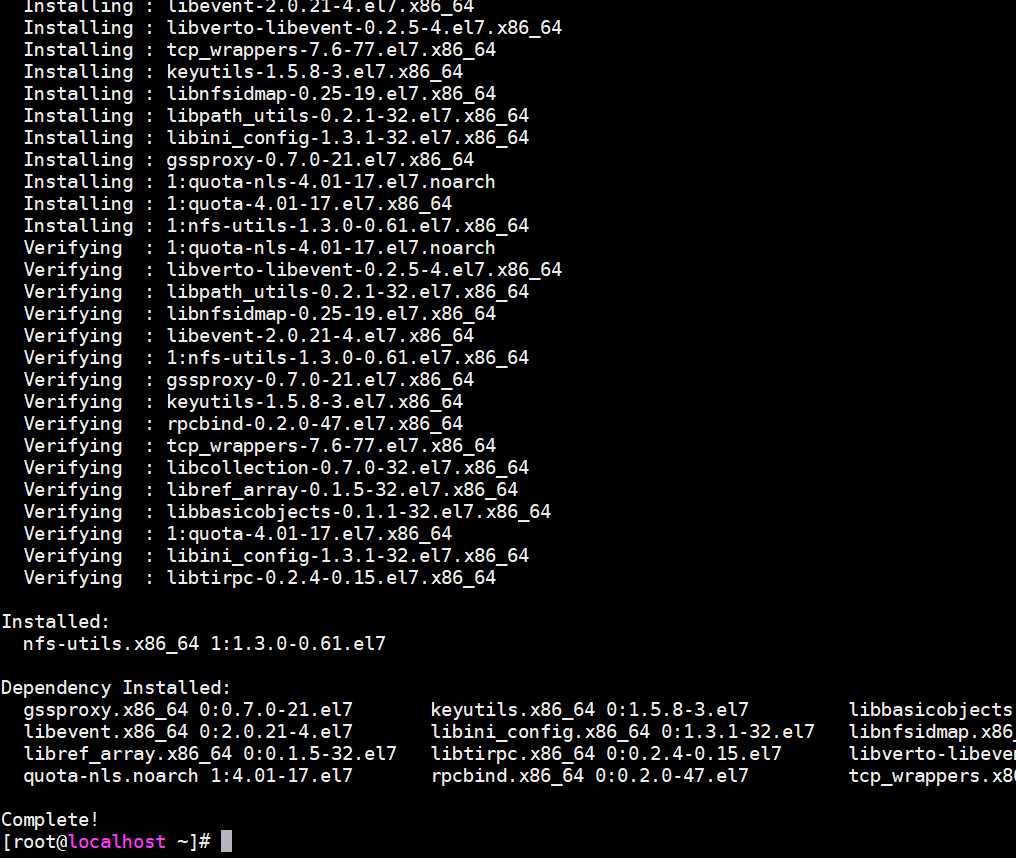 Installing : libevent-2.0.21-4.el7.x86_64
Installing : libverto-libevent-0.2.5-4.el7.x86_64
Installing : tcp_wrappers-7.6-77.el7.x86_64
Installing : keyutils-1.5.8-3.el7.x86_64
Installing : libnfsidmap-0.25-19.el7.x86_64
Installing : libpath_utils-0.2.1-32.el7.x86_64
Installing : libini_config-1.3.1-32.el7.x86_64
Installing : gssproxy-0.7.0-21.el7.x86_64
Installing : 1:quota-nls-4.01-17.el7.noarch
Installing : 1:quota-4.01-17.el7.x86_64
Installing : 1:nfs-utils-1.3.0-0.61.el7.x86_64
Verifying  : 1:quota-nls-4.01-17.el7.noarch
Verifying  : libverto-libevent-0.2.5-4.el7.x86_64
Verifying  : libpath_utils-0.2.1-32.el7.x86_64
Verifying  : libnfsidmap-0.25-19.el7.x86_64
Verifying  : libevent-2.0.21-4.el7.x86_64
Verifying  : 1:nfs-utils-1.3.0-0.61.el7.x86_64
Verifying  : gssproxy-0.7.0-21.el7.x86_64
Verifying  : keyutils-1.5.8-3.el7.x86_64
Verifying  : rpcbind-0.2.0-47.el7.x86_64
Verifying  : tcp_wrappers-7.6-77.el7.x86_64
Verifying  : libcollection-0.7.0-32.el7.x86_64
Verifying  : libref_array-0.1.5-32.el7.x86_64
Verifying  : libbasicobjects-0.1.1-32.el7.x86_64
Verifying  : 1:quota-4.01-17.el7.x86_64
Verifying  : libini_config-1.3.1-32.el7.x86_64
Verifying  : libtirpc-0.2.4-0.15.el7.x86_64
Installed:
nfs-utils.x86_64 1:1.3.0-0.61.el7
Dependency Installed:
gssproxy.x86_64 0:0.7.0-21.el7 keyutils.x86_64 0:1.5.8-3.el7 libbasicobjects
libevent.x86_64 0:2.0.21-4.el7 libini_config.x86_64 0:1.3.1-32.el7 libnfsidmap.x86_
libref_array.x86_64 0:0.1.5-32.el7 libtirpc.x86_64 0:0.2.4-0.15.el7 libverto-libeve
quota-nls.noarch 1:4.01-17.el7 rpcbind.x86_64 0:0.2.0-47.el7 tcp_wrappers.x8
Complete!
[root@localhost ~]#